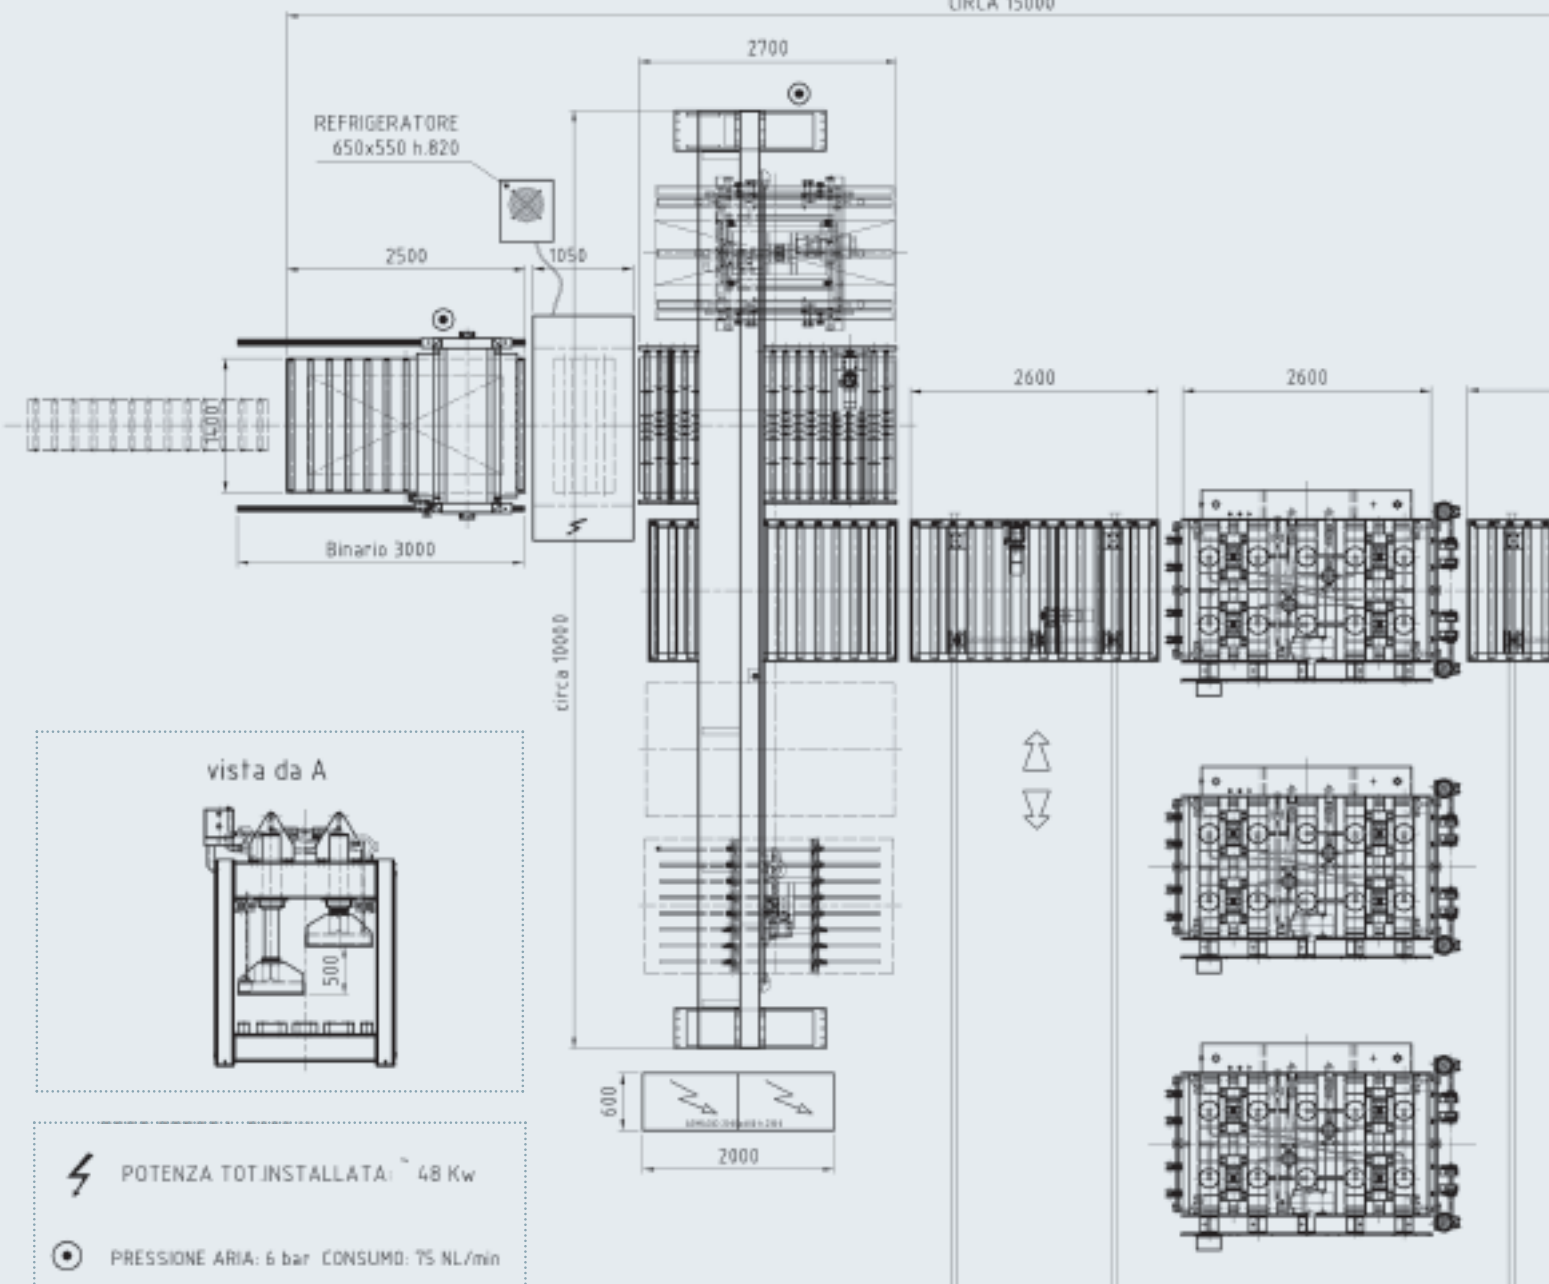 CIRCA 15000
2700
REFRIGERATORE
650x550 h.820
2500
1050
1400
2600
2600
Binario 3000
circa 10000
vista da A
500
600
2000
POTENZA TOT.INSTALLATA: ~ 48 Kw
PRESSIONE ARIA: 6 bar CONSUMO: 75 NL/min